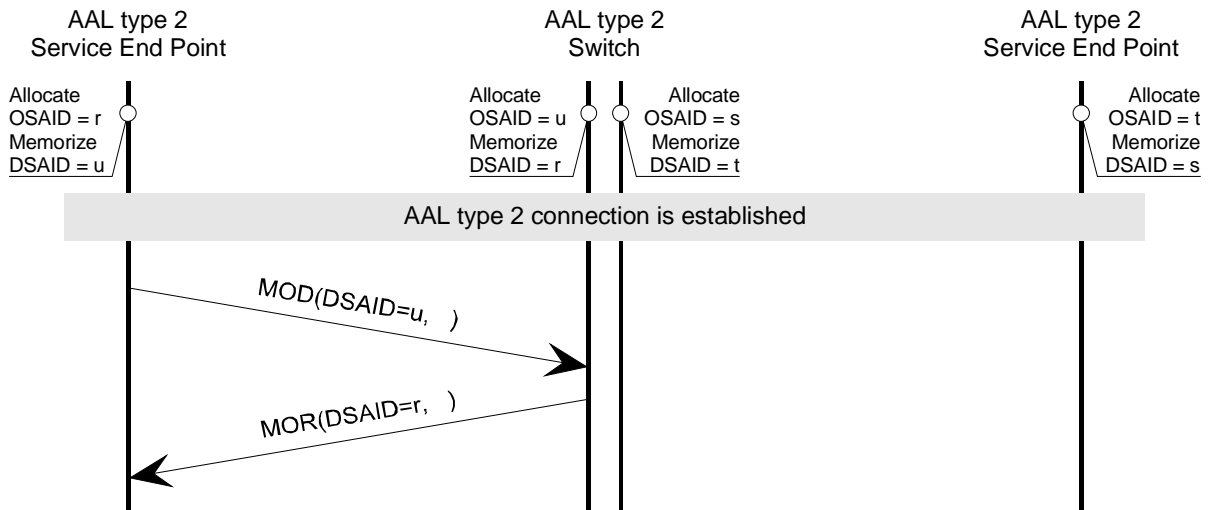 AAL type 2
Service End Point
AAL type 2
Switch
AAL type 2
Service End Point
Allocate
OSAID = r
Memorize
DSAID = u
Allocate
OSAID = u
Memorize
DSAID = r
Allocate
OSAID = s
Memorize
DSAID = t
Allocate
OSAID = t
Memorize
DSAID = s
AAL type 2 connection is established
MOD(DSAID=u, )
MOR(DSAID=r, )